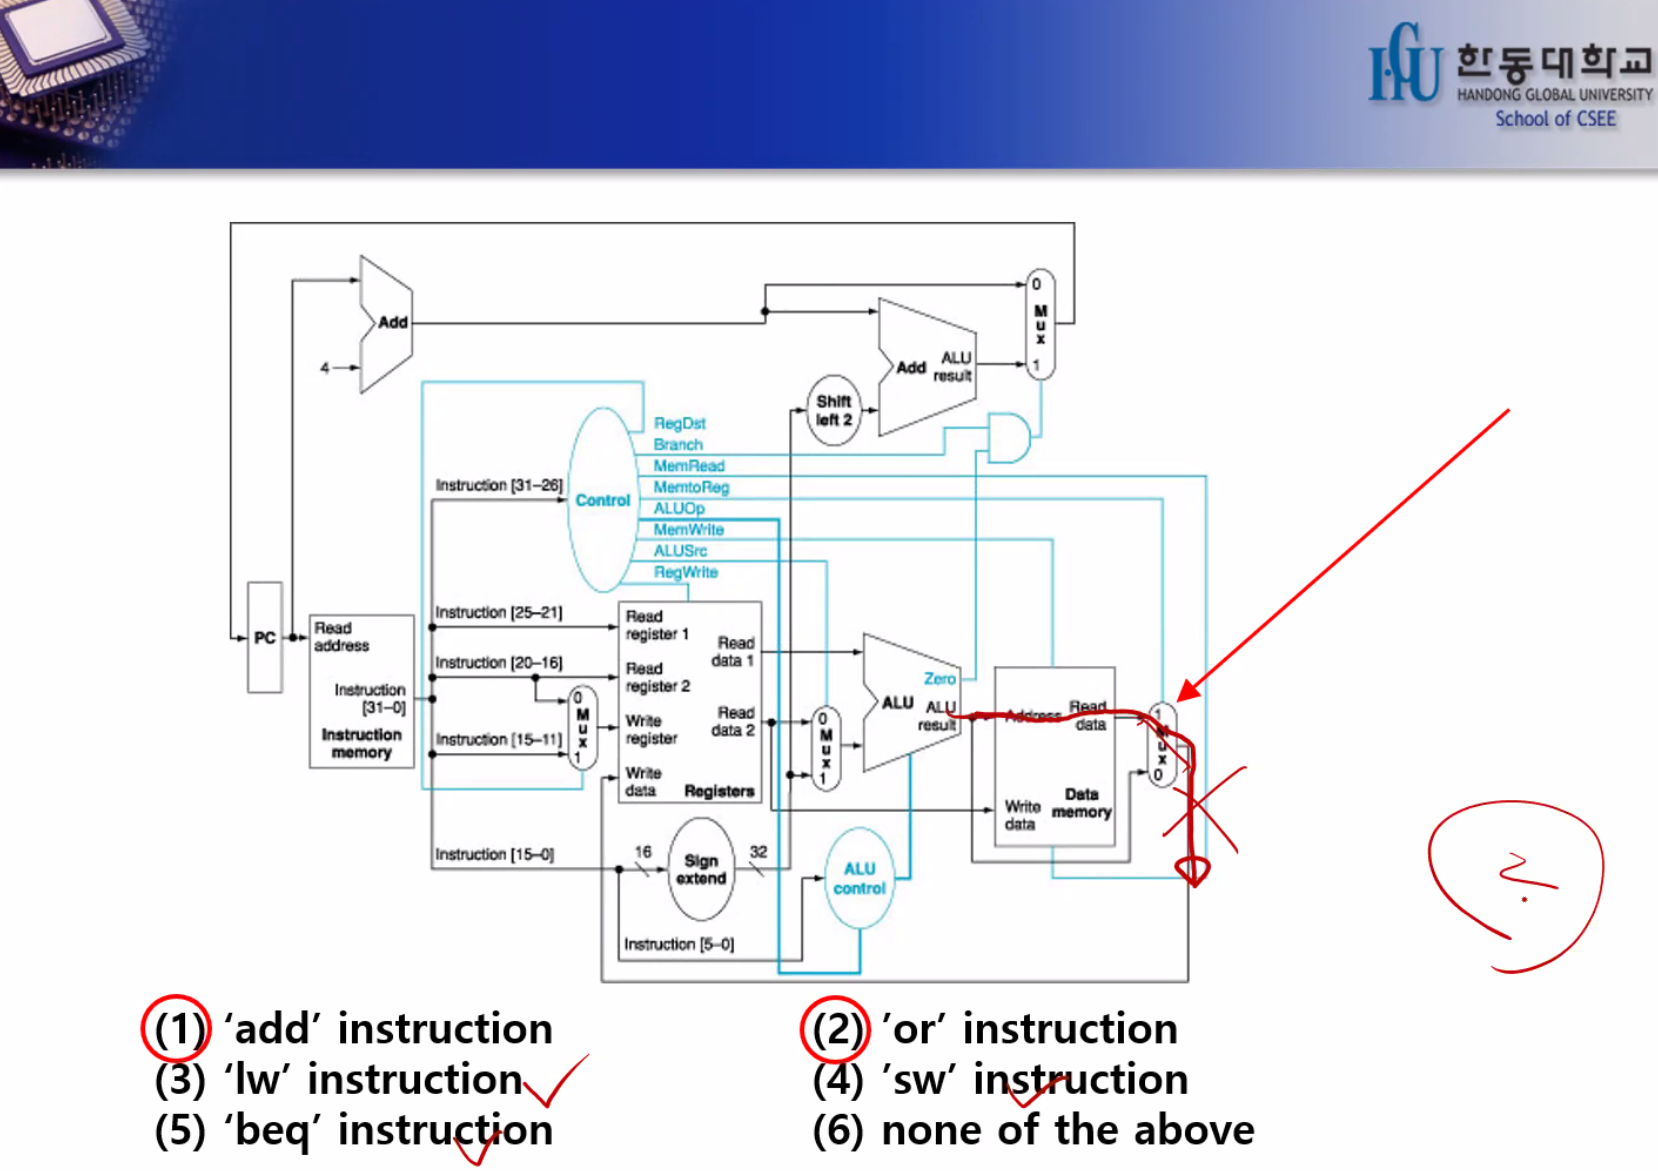 한동대학교
HANDONG GLOBAL UNIVERSITY
School of CSEE
0
M
u
x
1
Add
4
Add
ALU
result
Shift
left 2
RegDst
Branch
MemRead
MemtoReg
ALUOp
MemWrite
ALUSrc
RegWrite
Instruction [31–26]
Control
Instruction [25–21]
Instruction [20–16]
Instruction [15–11]
Instruction [15–0]
Instruction [5–0]
PC
Read
address
Instruction
[31–0]
Instruction
memory
0
M
u
x
1
Read
register 1
Read
register 2
Write
register
Write
data
Read
data 1
Read
data 2
Registers
0
M
u
x
1
Zero
ALU
ALU
result
Address
Read
data
Write
data
Data
memory
1
M
u
x
0
16
Sign
extend
32
ALU
control
?
(1) ‘add’ instruction
(2) ’or’ instruction
(3) ‘lw’ instruction
(4) ’sw’ instruction
(5) ‘beq’ instruction
(6) none of the above